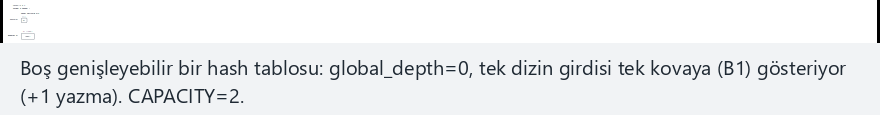 Boş genişleyebilir bir hash tablosu: global_depth=0, tek dizin girdisi tek kovaya (B1) gösteriyor
(+1 yazma). CAPACITY=2.